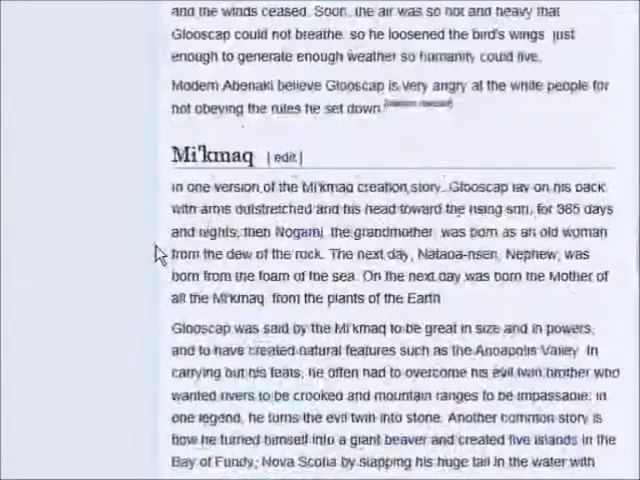 and the winds ceased. Soon, the air was so hot and heavy that
Glooscap could not breathe, so he loosened the bird's wings just
enough to generate enough weather so humanity could live.
Modern Abenaki believe Glooscap is very angry at the white people for
not obeying the rules he set down.
Mi'kmaq [edit]
In one version of the Mi'kmaq creation story, Glooscap lay on his back,
with arms outstretched and his head toward the rising sun, for 365 days
and nights, then Nogami, the grandmother, was born as an old woman
from the dew of the rock. The next day, Nataoa-nsen, Nephew, was
born from the foam of the sea. On the next day was born the Mother of
all the Mi'kmaq, from the plants of the Earth
Glooscap was said by the Mi'kmaq to be great in size and in powers,
and to have created natural features such as the Annapolis Valley. In
carrying out his feats, he often had to overcome his evil twin brother who
wanted rivers to be crooked and mountain ranges to be impassable; in
one legend, he turns the evil twin into stone. Another common story is
how he turned himself into a giant beaver and created five islands in the
Bay of Fundy, Nova Scotia by slapping his huge tail in the water with